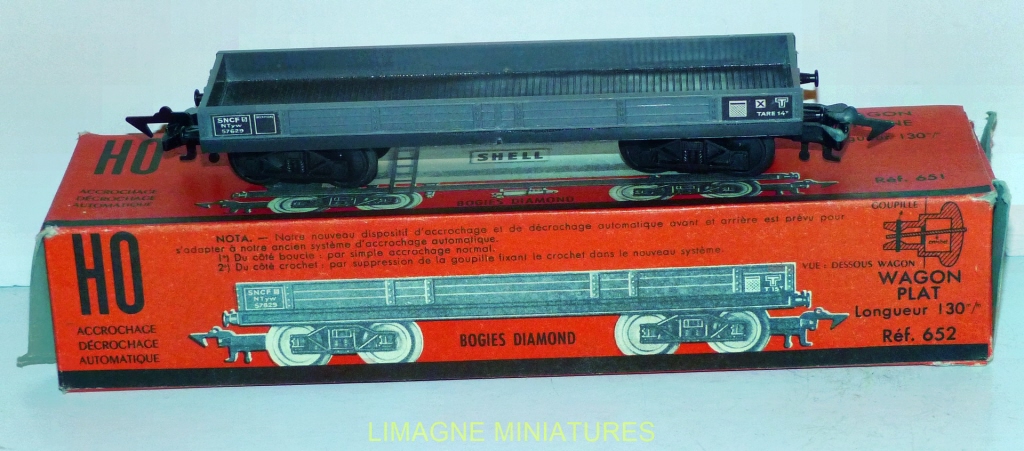 SNCF
NTyw
57629
X T
TARE 14T
HO
ACCROCHAGE
DÉCROCHAGE
AUTOMATIQUE
SHELL
BOGIES DIAMOND
WAGON
Longueur 130 m/m
Réf. 651
HO
ACCROCHAGE
DÉCROCHAGE
AUTOMATIQUE
NOTA. — Notre nouveau dispositif d'accrochage et de décrochage automatique avant et arrière est prévu pour
s'adapter à notre ancien système d'accrochage automatique.
1°) Du côté boucle : par simple accrochage normal.
2°) Du côté crochet : par suppression de la goupille fixant le crochet dans le nouveau système.
GOUPILLE
VUE : DESSOUS WAGON
SNCF
NTyw
57629
T 15T
BOGIES DIAMOND
WAGON
PLAT
Longueur 130 m/m
Réf. 652
LIMAGNE MINIATURES